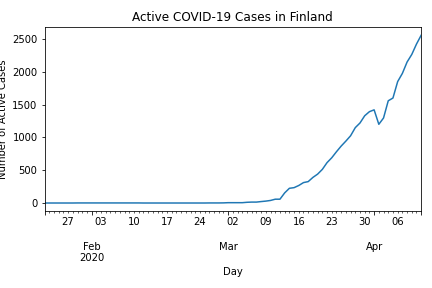 Active COVID-19 Cases in Finland
Number of Active Cases
2500
2000
1500
1000
500
0
27 03 10 17 24 02 09 16 23 30 06
Feb Mar Apr
2020
Day